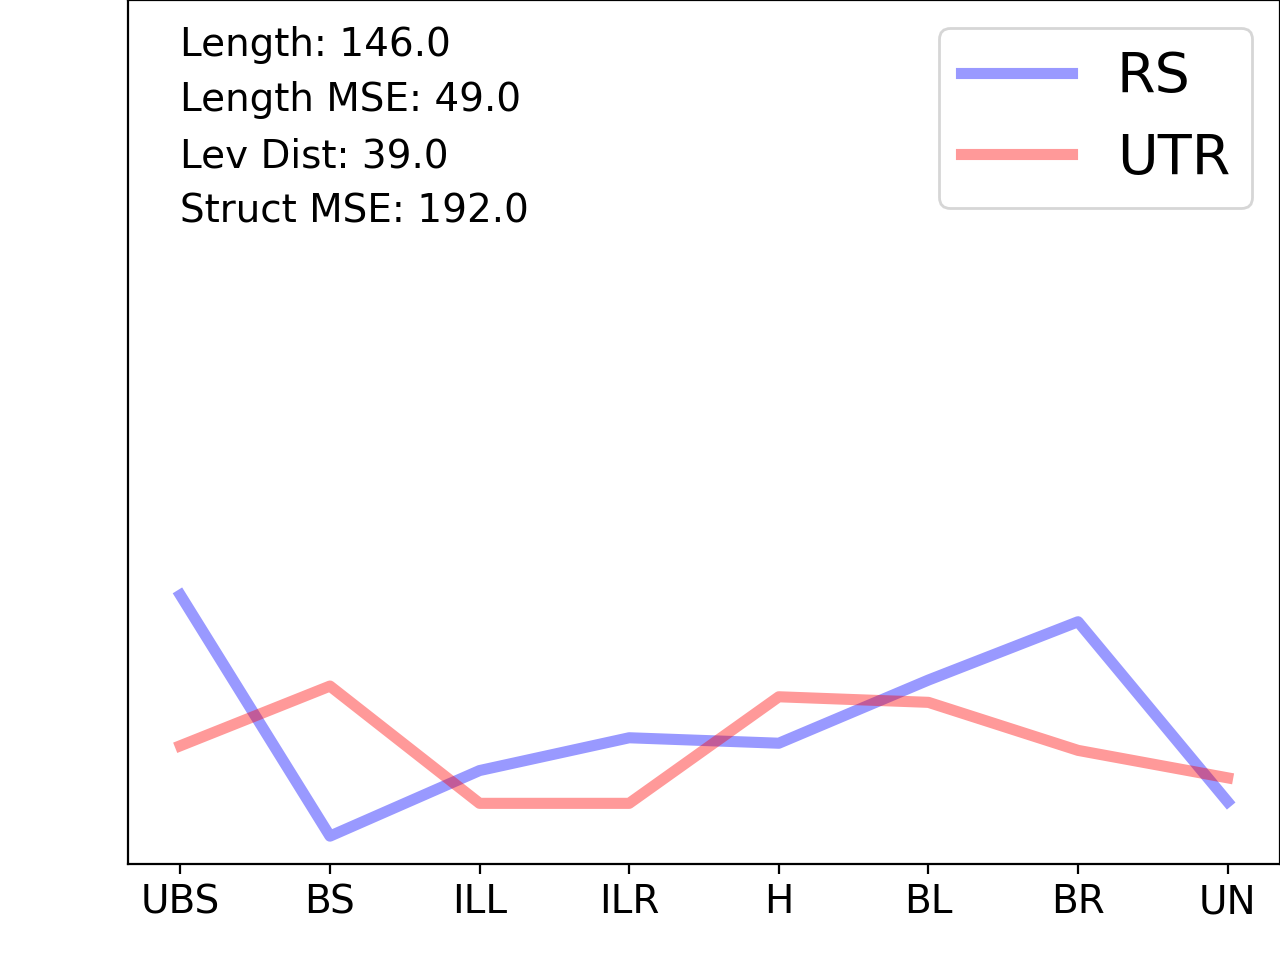 Length: 146.0
Length MSE: 49.0
Lev Dist: 39.0
Struct MSE: 192.0
RS
UTR
UBS BS ILL ILR H BL BR UN